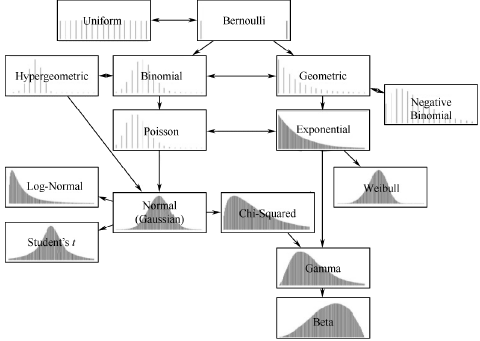 Uniform
Bernoulli
Hypergeometric
Binomial
Geometric
Negative
Binomial
Poisson
Exponential
Log-Normal
Normal
(Gaussian)
Chi-Squared
Weibull
Student's t
Gamma
Beta